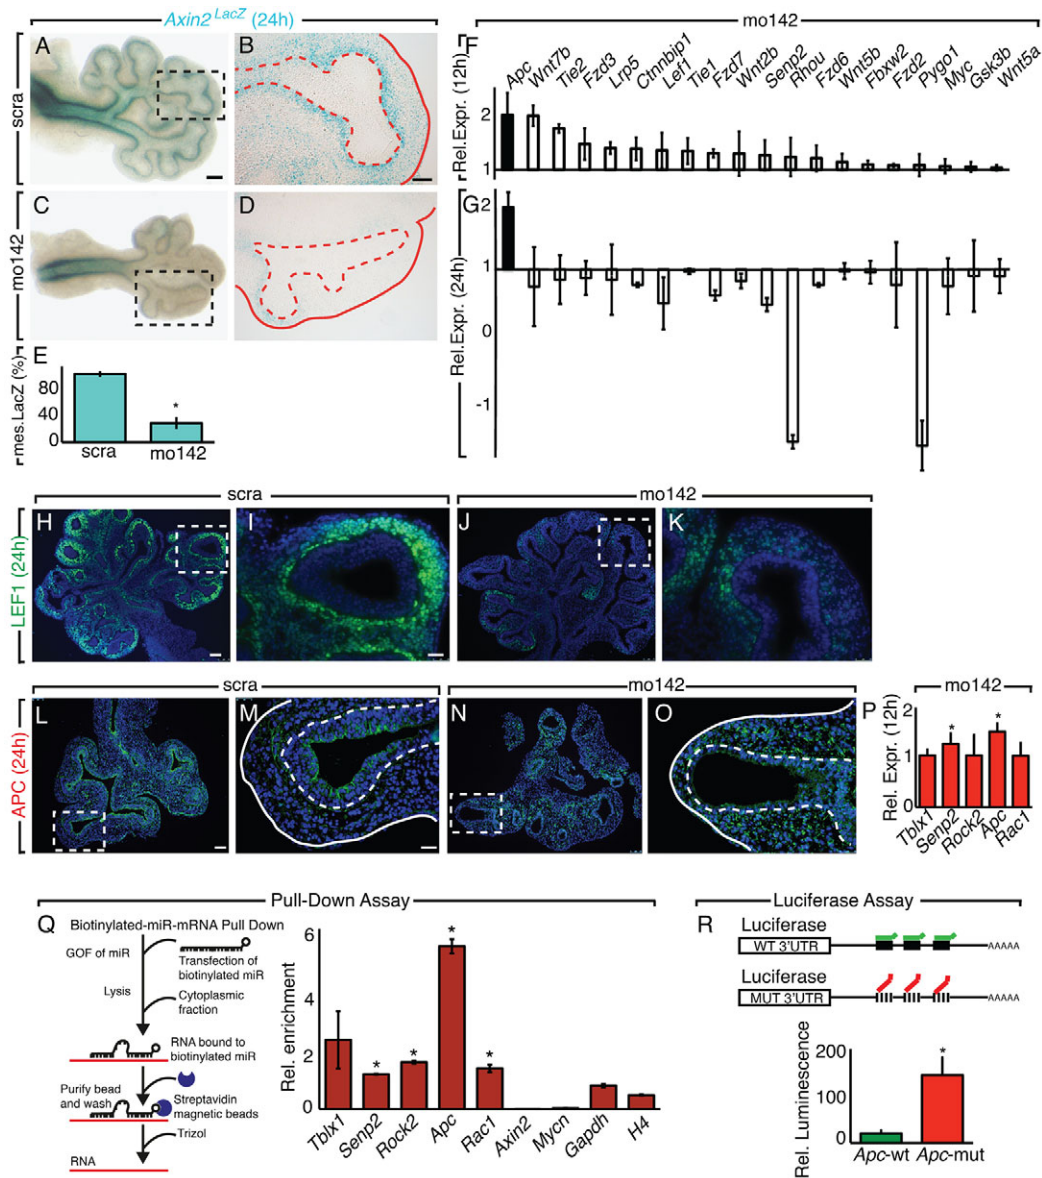 Axin2 LacZ (24h)
mo142
scra
A
B
F
Rel.Expr. (12h)
Apc
Wnt7b
Tie2
Fzd3
Lrp5
Ctnnbip1
Lef1
Tie1
Fzd7
Wnt2b
Senp2
Rhou
Fzd6
Wnt5b
Fbxw2
Fzd2
Pygo1
Myc
Gsk3b
Wnt5a
2
1
mo142
C
D
G
Rel.Expr. (24h)
2
1
0
-1
mes.LacZ (%)
E
80
40
0
*
scra
mo142
scra
mo142
LEF1 (24h)
H
I
J
K
scra
mo142
APC (24h)
L
M
N
O
P
mo142
Rel. Expr. (12h)
2
1
0
*
*
Tblx1
Senp2
Rock2
Apc
Rac1
Pull-Down Assay
Q
Biotinylated-miR-mRNA Pull Down
GOF of miR
Transfection of
biotinylated miR
Lysis
Cytoplasmic
fraction
RNA bound to
biotinylated miR
Purify bead
and wash
Streptavidin
magnetic beads
Trizol
RNA
Rel. enrichment
6
4
2
0
*
*
*
*
Tblx1
Senp2
Rock2
Apc
Rac1
Axin2
Mycn
Gapdh
H4
Luciferase Assay
R
Luciferase
WT 3'UTR
AAAAA
Luciferase
MUT 3'UTR
AAAAA
Rel. Luminescence
200
100
0
*
Apc-wt
Apc-mut